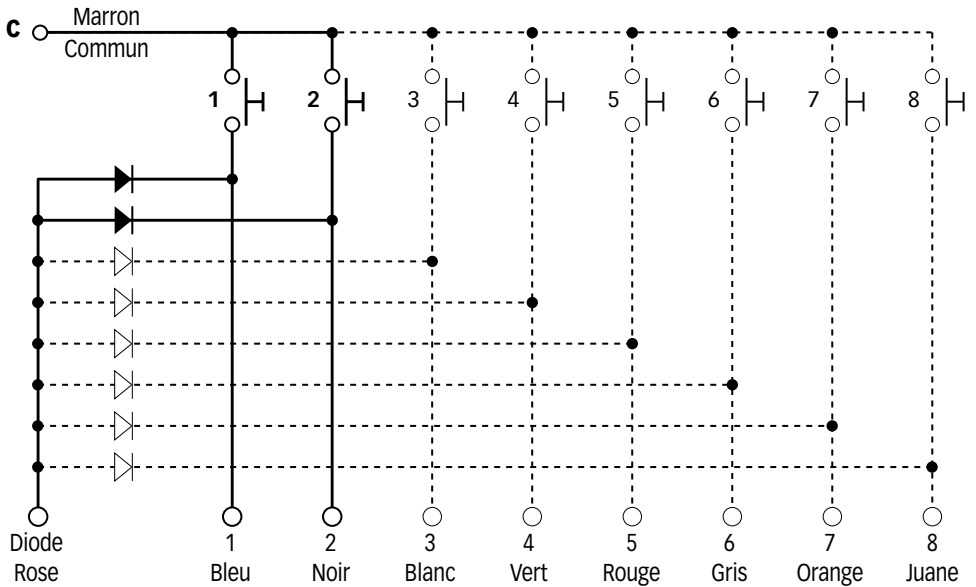 C Marron
Commun
1 2 3 4 5 6 7 8
Diode 1 2 3 4 5 6 7 8
Rose Bleu Noir Blanc Vert Rouge Gris Orange Juane